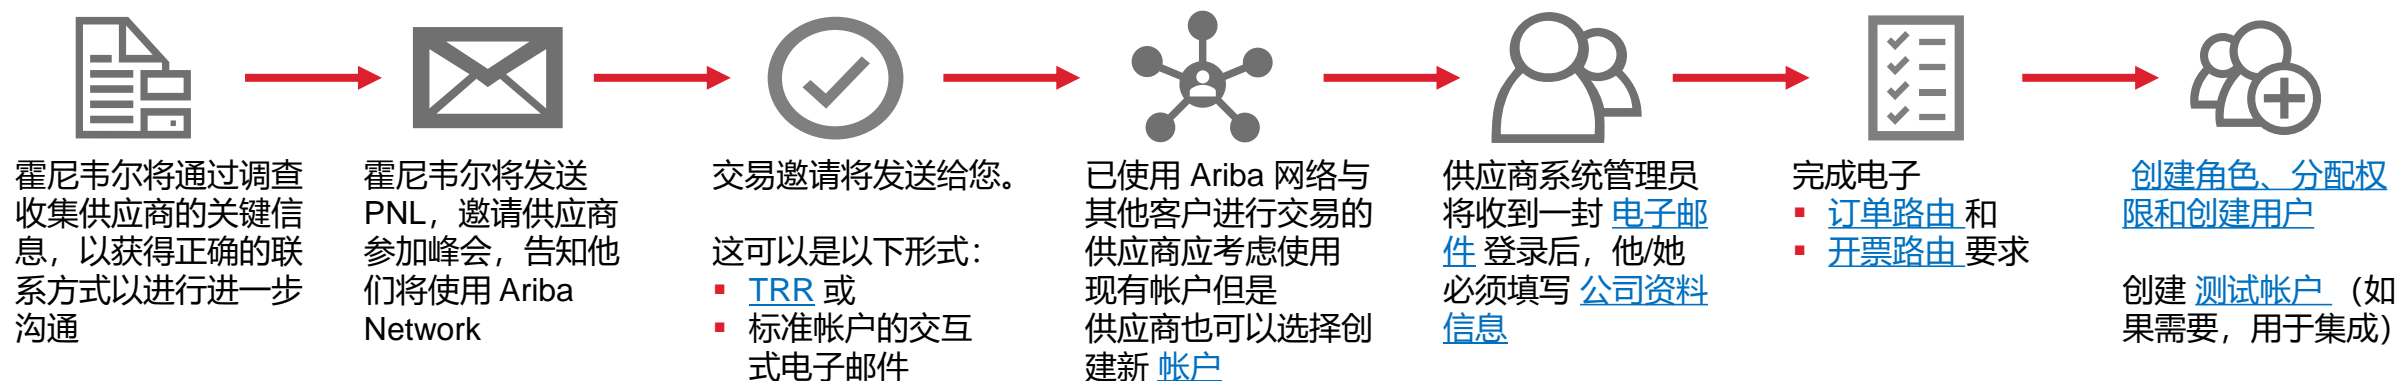 霍尼韦尔将通过调查
收集供应商的关键信
息，以获得正确的联
系方式以进行进一步
沟通
霍尼韦尔将发送
PNL，邀请供应商
参加峰会，告知他
们将使用 Ariba
Network
交易邀请将发送给您。
这可以是以下形式：
▪ TRR 或
▪ 标准帐户的交互
式电子邮件
已使用 Ariba 网络与
其他客户进行交易的
供应商应考虑使用
现有帐户但是
供应商也可以选择创
建新 帐户
供应商系统管理员
将收到一封 电子邮
件 登录后，他/她
必须填写 公司资料
信息
完成电子
▪ 订单路由 和
▪ 开票路由 要求
创建角色、分配权
限和创建用户
创建 测试帐户 （如
果需要，用于集成）